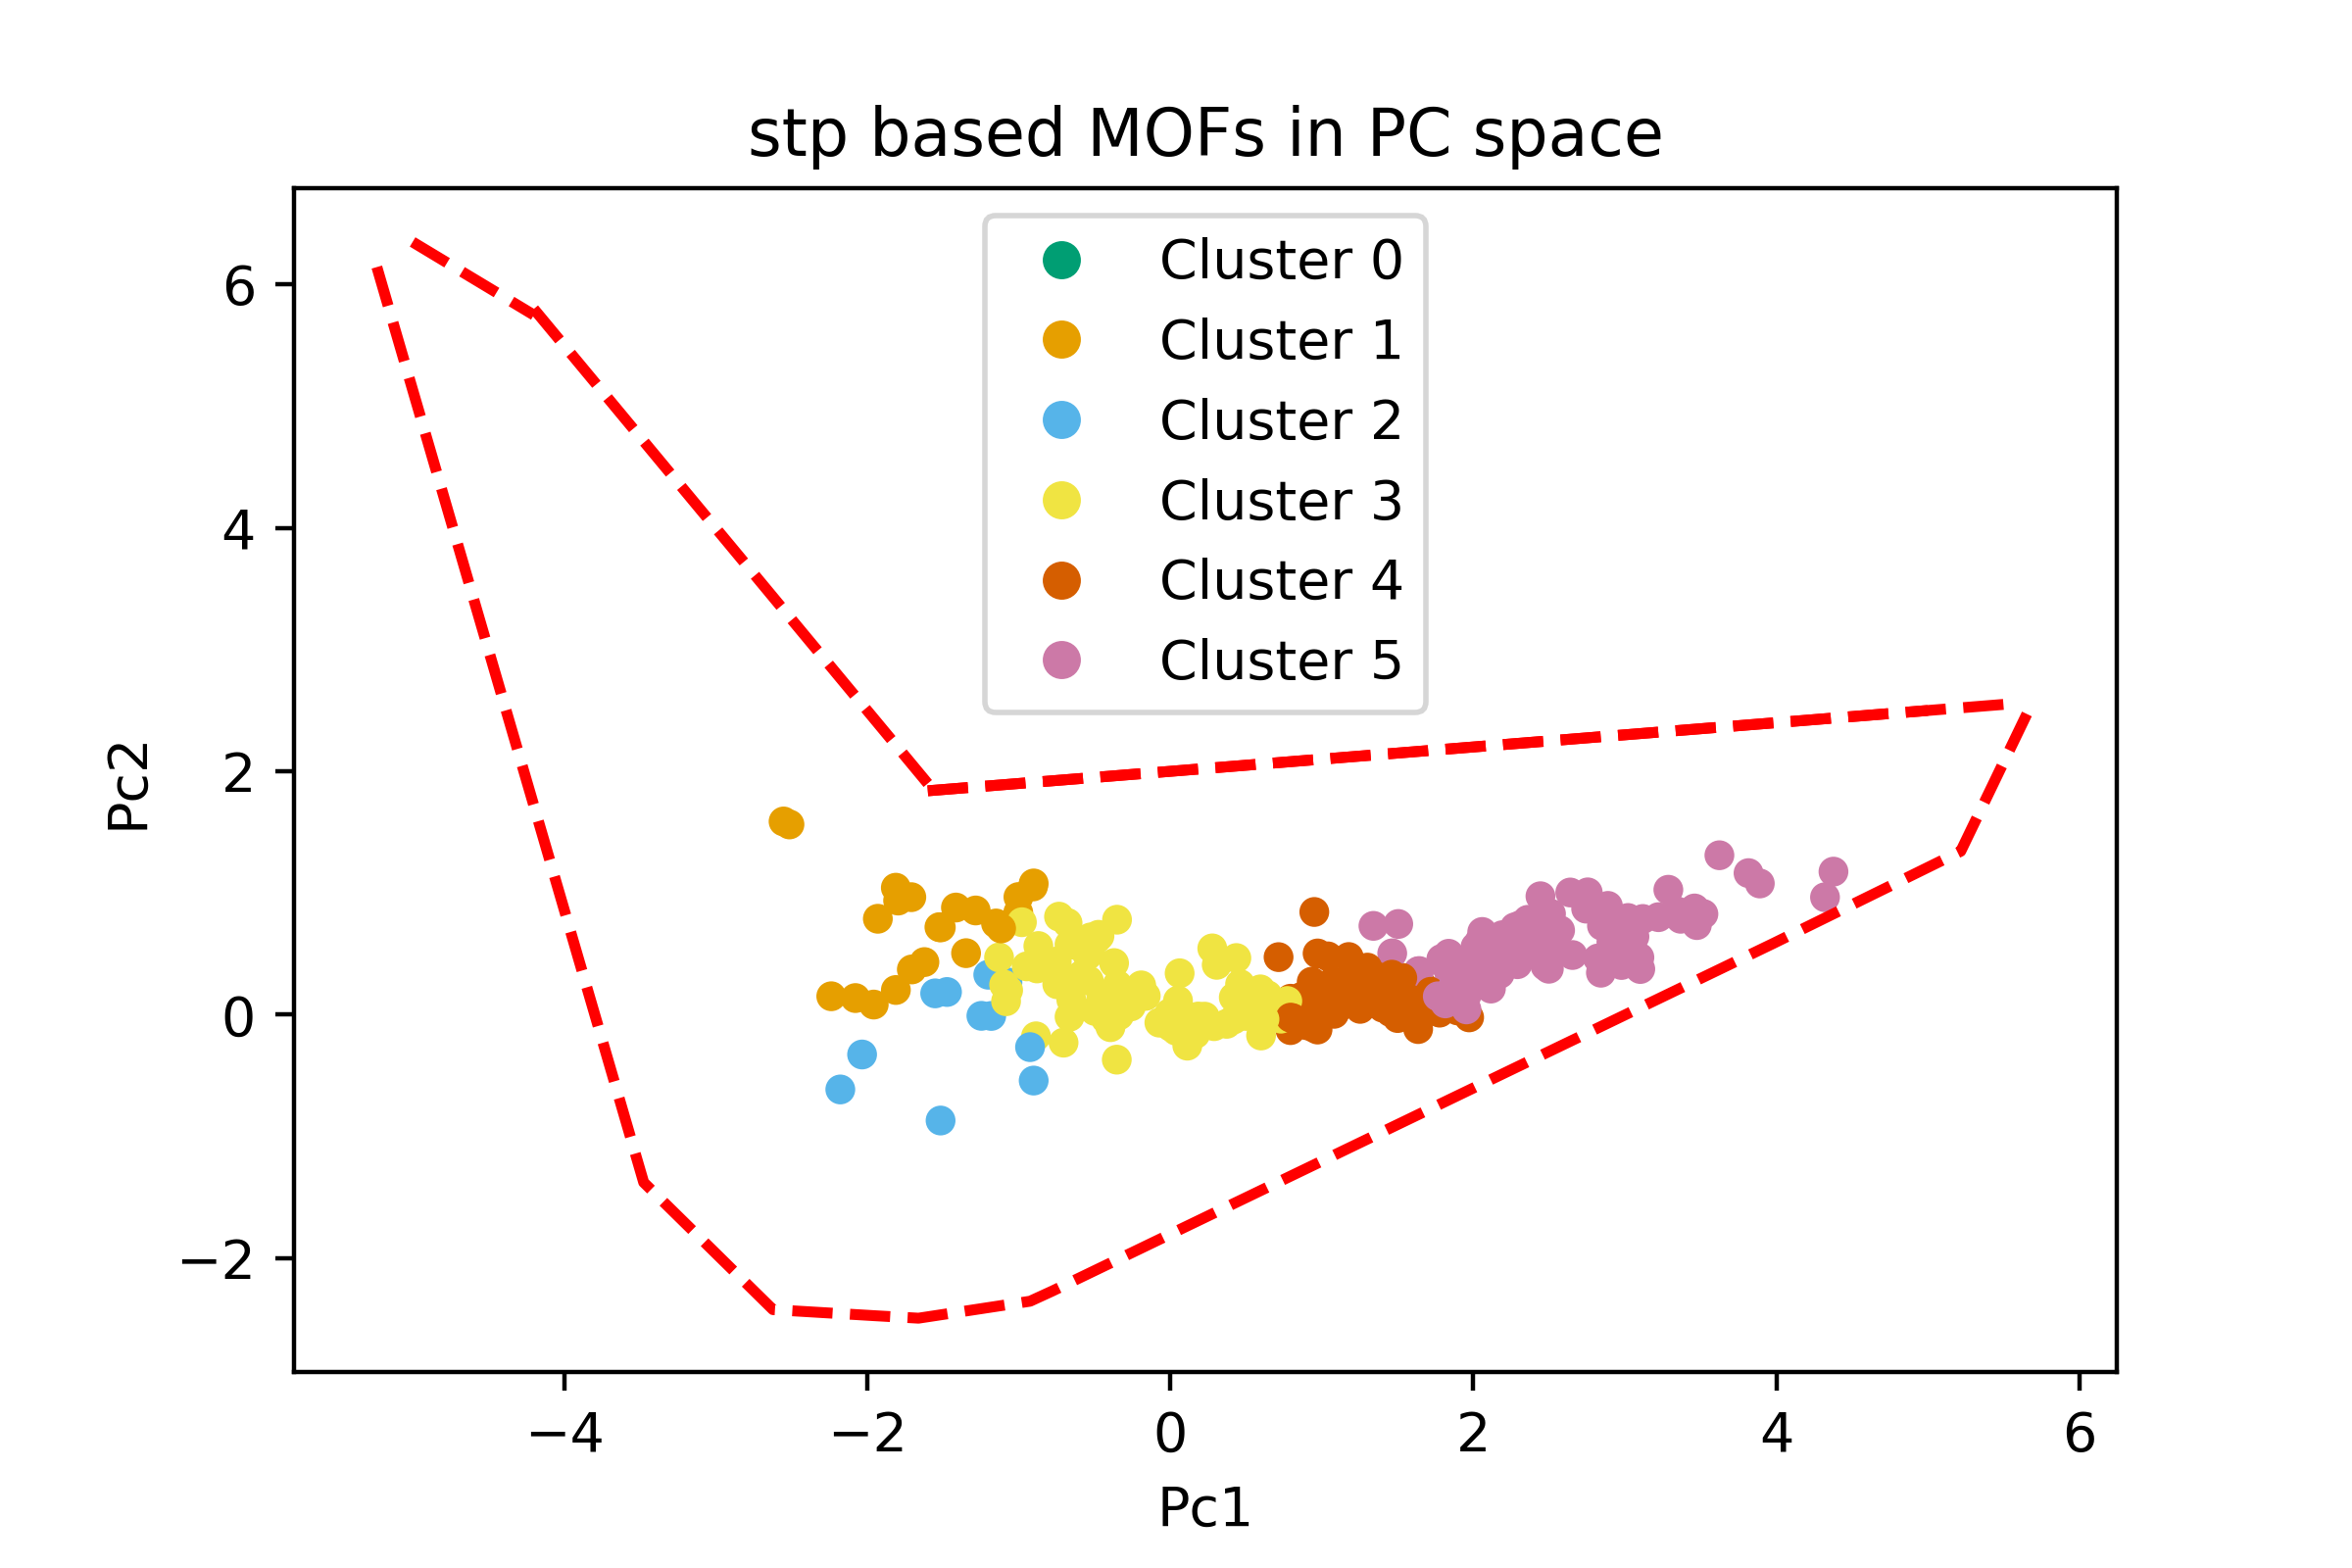 stp based MOFs in PC space
Cluster 0
Cluster 1
Cluster 2
Cluster 3
Cluster 4
Cluster 5
6
4
2
0
−2
Pc2
−4 −2 0 2 4 6
Pc1